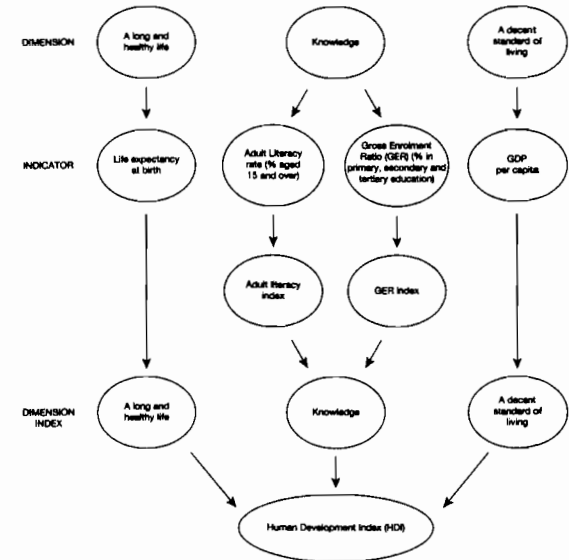 DIMENSION
A long and
healthy life
Knowledge
A decent
standard of
living
INDICATOR
Life expectancy
at birth
Adult Literacy
rate (% aged
15 and over)
Gross Enrolment
Ratio (GER) (% in
primary, secondary and
tertiary education)
GDP
per capita
Adult literacy
index
GER Index
DIMENSION
INDEX
A long and
healthy life
Knowledge
A decent
standard of
living
Human Development Index (HDI)